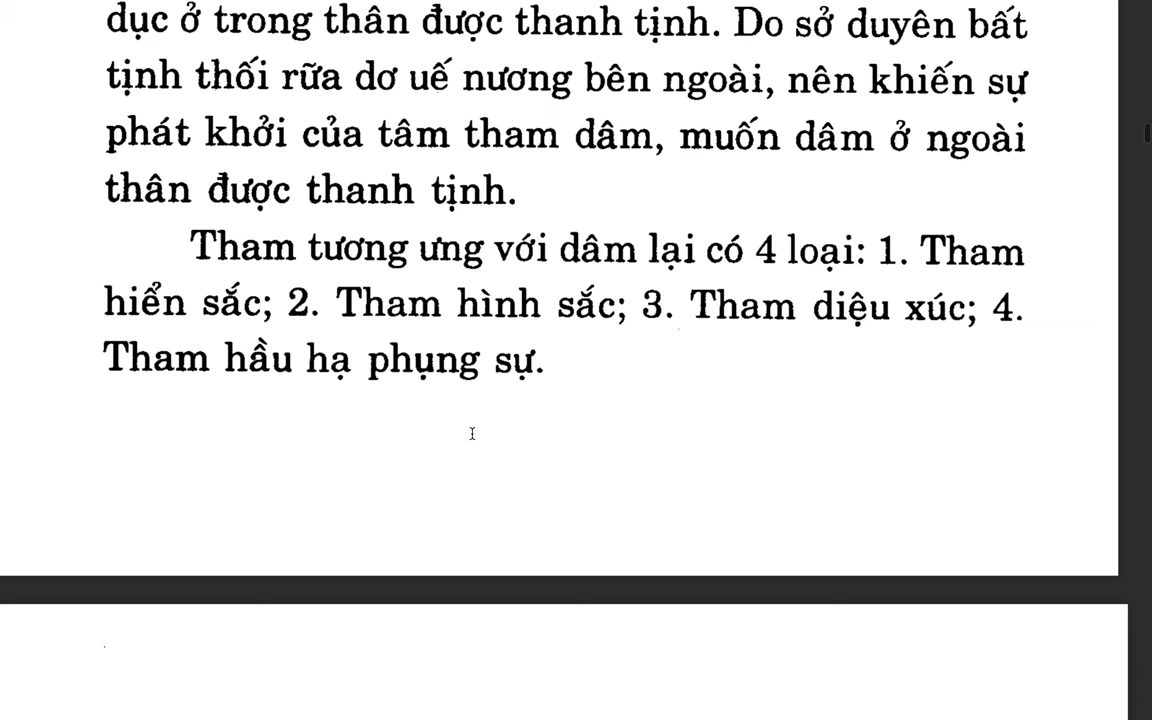 dục ở trong thân được thanh tịnh. Do sở duyên bất
tịnh thối rữa dơ uế nương bên ngoài, nên khiến sự
phát khởi của tâm tham dâm, muốn dâm ở ngoài
thân được thanh tịnh.
Tham tương ưng với dâm lại có 4 loại: 1. Tham
hiển sắc; 2. Tham hình sắc; 3. Tham diệu xúc; 4.
Tham hầu hạ phụng sự.